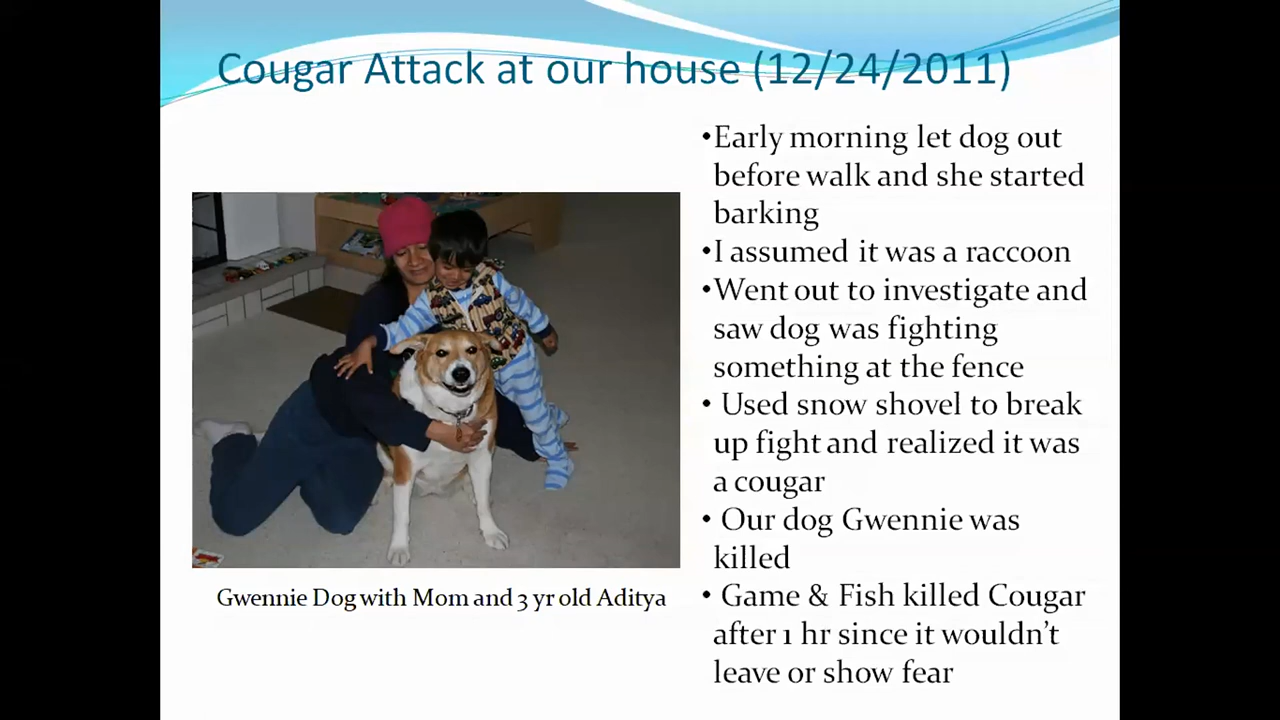 Cougar Attack at our house (12/24/2011)
•Early morning let dog out
before walk and she started
barking
•I assumed it was a raccoon
•Went out to investigate and
saw dog was fighting
something at the fence
• Used snow shovel to break
up fight and realized it was
a cougar
• Our dog Gwennie was
killed
• Game & Fish killed Cougar
after 1 hr since it wouldn't
leave or show fear
Gwennie Dog with Mom and 3 yr old Aditya